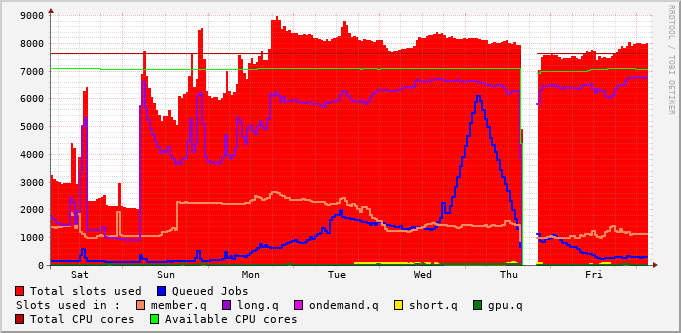 9000
8000
7000
6000
5000
4000
3000
2000
1000
0
Sat Sun Mon Tue Wed Thu Fri
RRDTOOL / TOBI OETIKER
Total slots used Queued Jobs
Slots used in : member.q long.q ondemand.q short.q gpu.q
Total CPU cores Available CPU cores